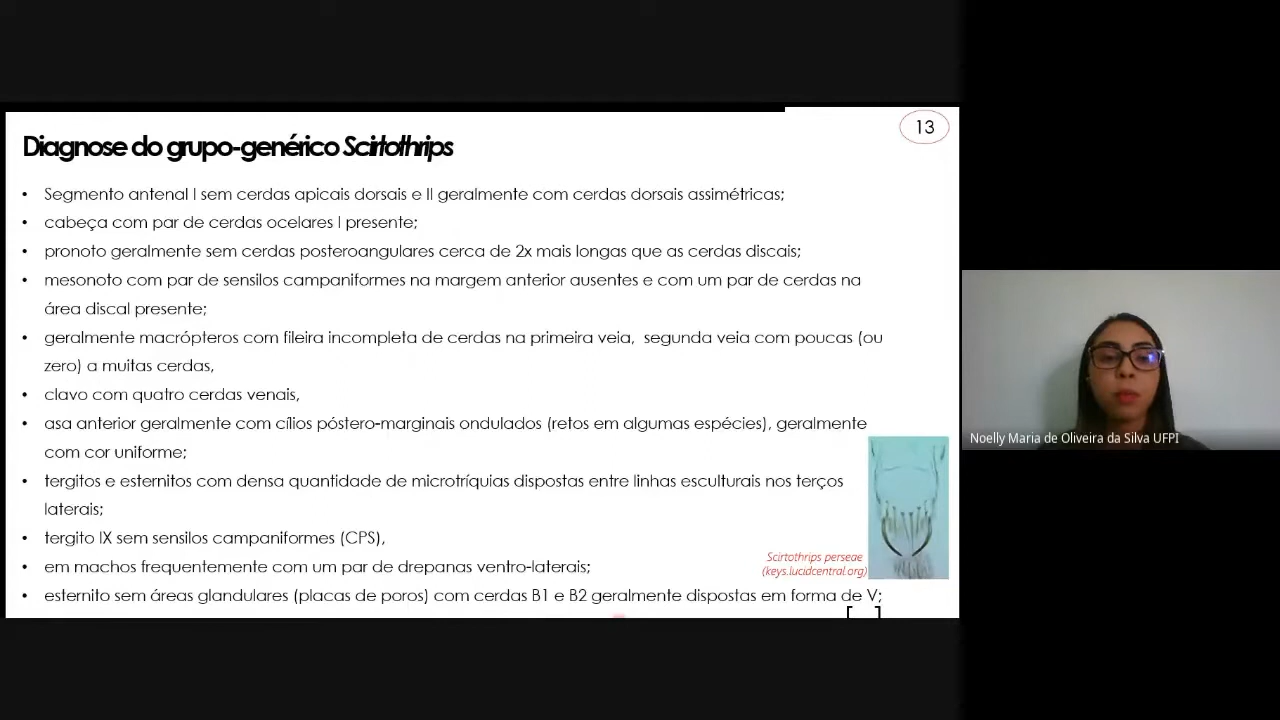 13
Diagnose do grupo-genérico Scirtothrips
• Segmento antenal I sem cerdas apicais dorsais e II geralmente com cerdas dorsais assimétricas;
• cabeça com par de cerdas ocelares I presente;
• pronoto geralmente sem cerdas posteroangulares cerca de 2x mais longas que as cerdas discais;
• mesonoto com par de sensilos campaniformes na margem anterior ausentes e com um par de cerdas na
área discal presente;
• geralmente macrópteros com fileira incompleta de cerdas na primeira veia, segunda veia com poucas (ou
zero) a muitas cerdas,
• clavo com quatro cerdas venais,
• asa anterior geralmente com cílios póstero-marginais ondulados (retos em algumas espécies), geralmente
com cor uniforme;
• tergitos e esternitos com densa quantidade de microtríquias dispostas entre linhas esculturais nos terços
laterais;
• tergito IX sem sensilos campaniformes (CPS),
• em machos frequentemente com um par de drepanas ventro-laterais;
• esternito sem áreas glandulares (placas de poros) com cerdas B1 e B2 geralmente dispostas em forma de V;
Scirtothrips perseae
(keys.lucidcentral.org)
Noelly Maria de Oliveira da Silva UFPI